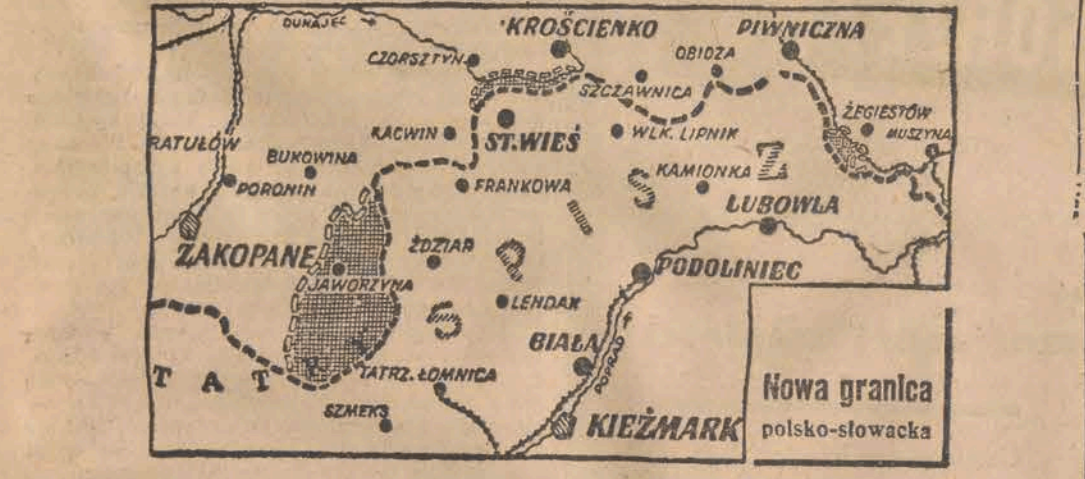 DUNAJEC
KROŚCIENKO
PIWNICZNA
CZORSZTYN
OBIDZA
SZCZAWNICA
ŻEGIESTÓW
RATUŁÓW
KACWIN
ST.WIEŚ
WLK. LIPNIK
MUSZYNA
BUKOWINA
PORONIN
FRANKOWA
KAMIONKA
LUBOWLA
ZAKOPANE
ŻDZIAR
PODOLINIEC
JAWORZYNA
LENDAK
S P I S Z
BIAŁA
POPRAD
T A T R Y
TATRZ. ŁOMNICA
SZMEKS
KIEŻMARK
Nowa granica
polsko-słowacka